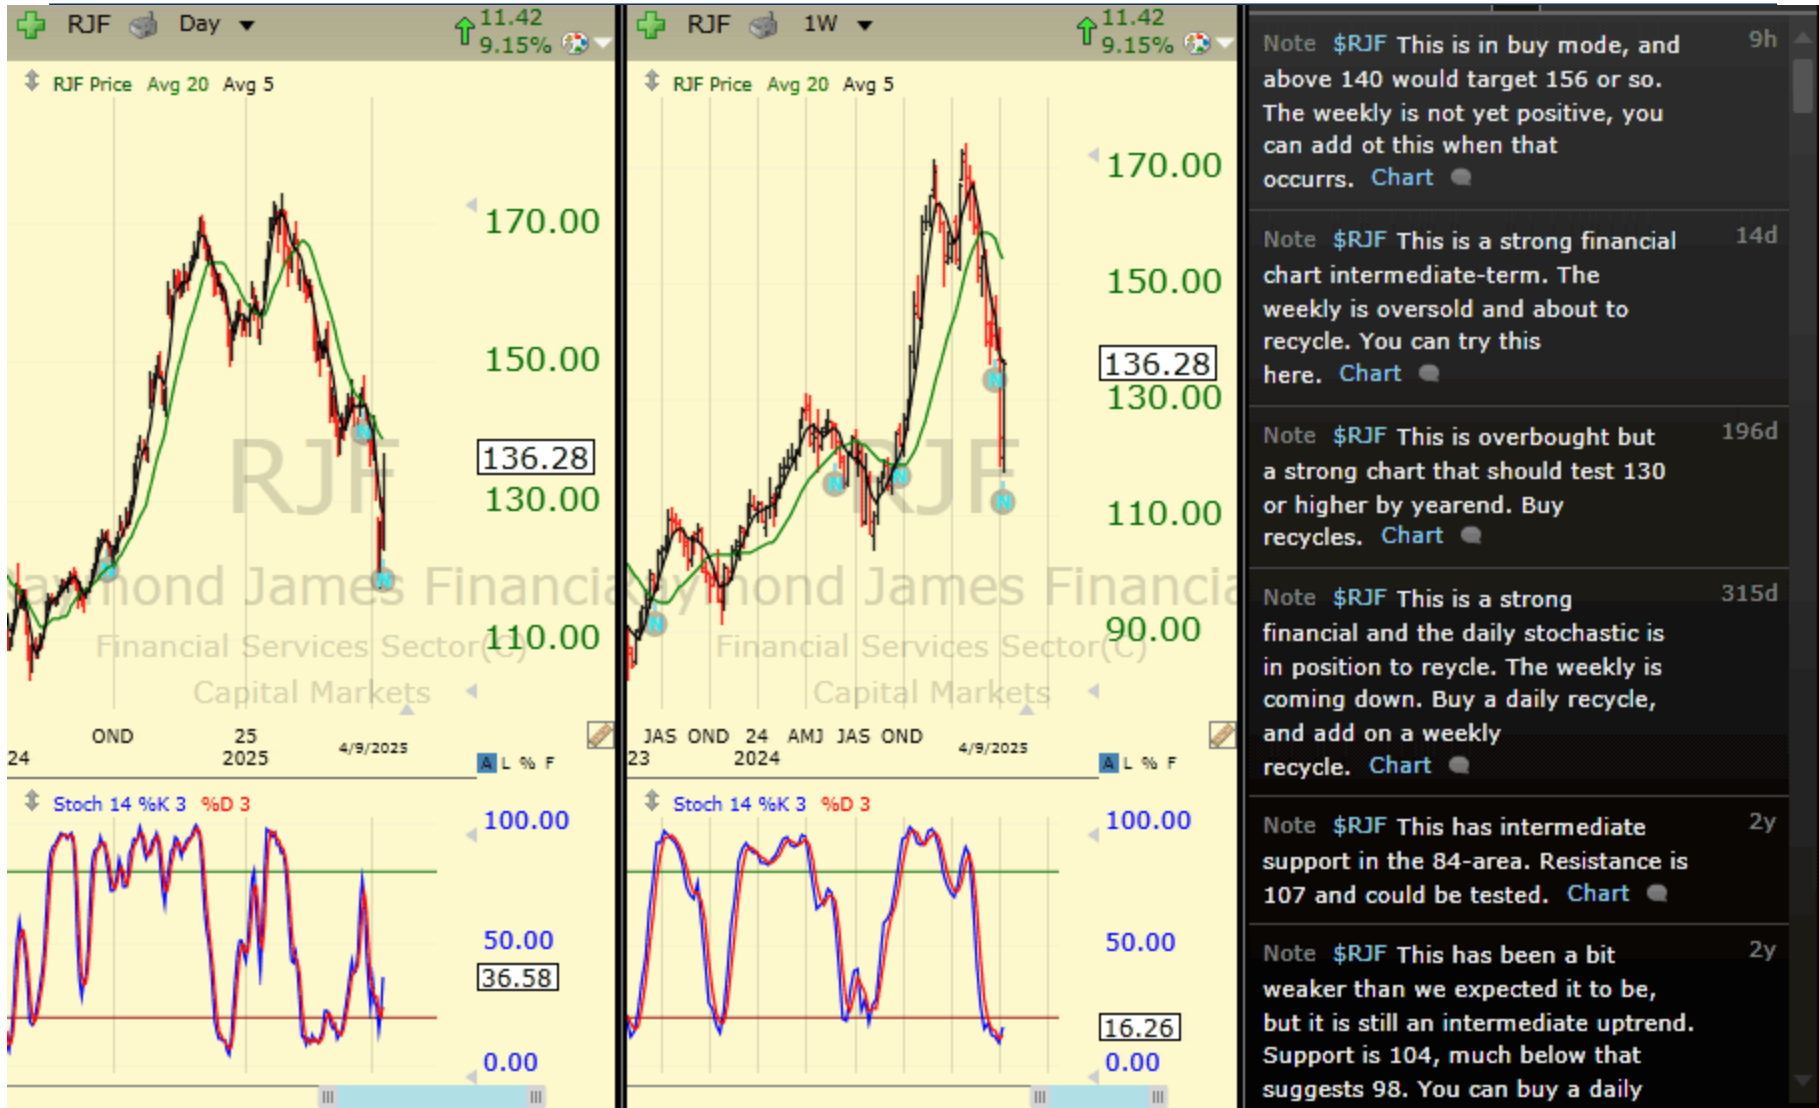 RJF Day
11.42
9.15%
RJF Price Avg 20 Avg 5
170.00
150.00
136.28
130.00
110.00
RJF
Raymond James Financia
Financial Services Sector(C)
Capital Markets
OND 25
24 2025 4/9/2025
A L % F
Stoch 14 %K 3 %D 3
100.00
50.00
36.58
0.00
N
N
N
RJF 1W
11.42
9.15%
RJF Price Avg 20 Avg 5
170.00
150.00
136.28
130.00
110.00
90.00
RJF
Raymond James Financia
Financial Services Sector(C)
Capital Markets
JAS OND 24 AMJ JAS OND
23 2024 4/9/2025
A L % F
Stoch 14 %K 3 %D 3
100.00
50.00
16.26
0.00
N
N
N
N
N
Note $RJF This is in buy mode, and 9h
above 140 would target 156 or so.
The weekly is not yet positive, you
can add ot this when that
occurrs. Chart
Note $RJF This is a strong financial 14d
chart intermediate-term. The
weekly is oversold and about to
recycle. You can try this
here. Chart
Note $RJF This is overbought but 196d
a strong chart that should test 130
or higher by yearend. Buy
recycles. Chart
Note $RJF This is a strong 315d
financial and the daily stochastic is
in position to reycle. The weekly is
coming down. Buy a daily recycle,
and add on a weekly
recycle. Chart
Note $RJF This has intermediate 2y
support in the 84-area. Resistance is
107 and could be tested. Chart
Note $RJF This has been a bit 2y
weaker than we expected it to be,
but it is still an intermediate uptrend.
Support is 104, much below that
suggests 98. You can buy a daily